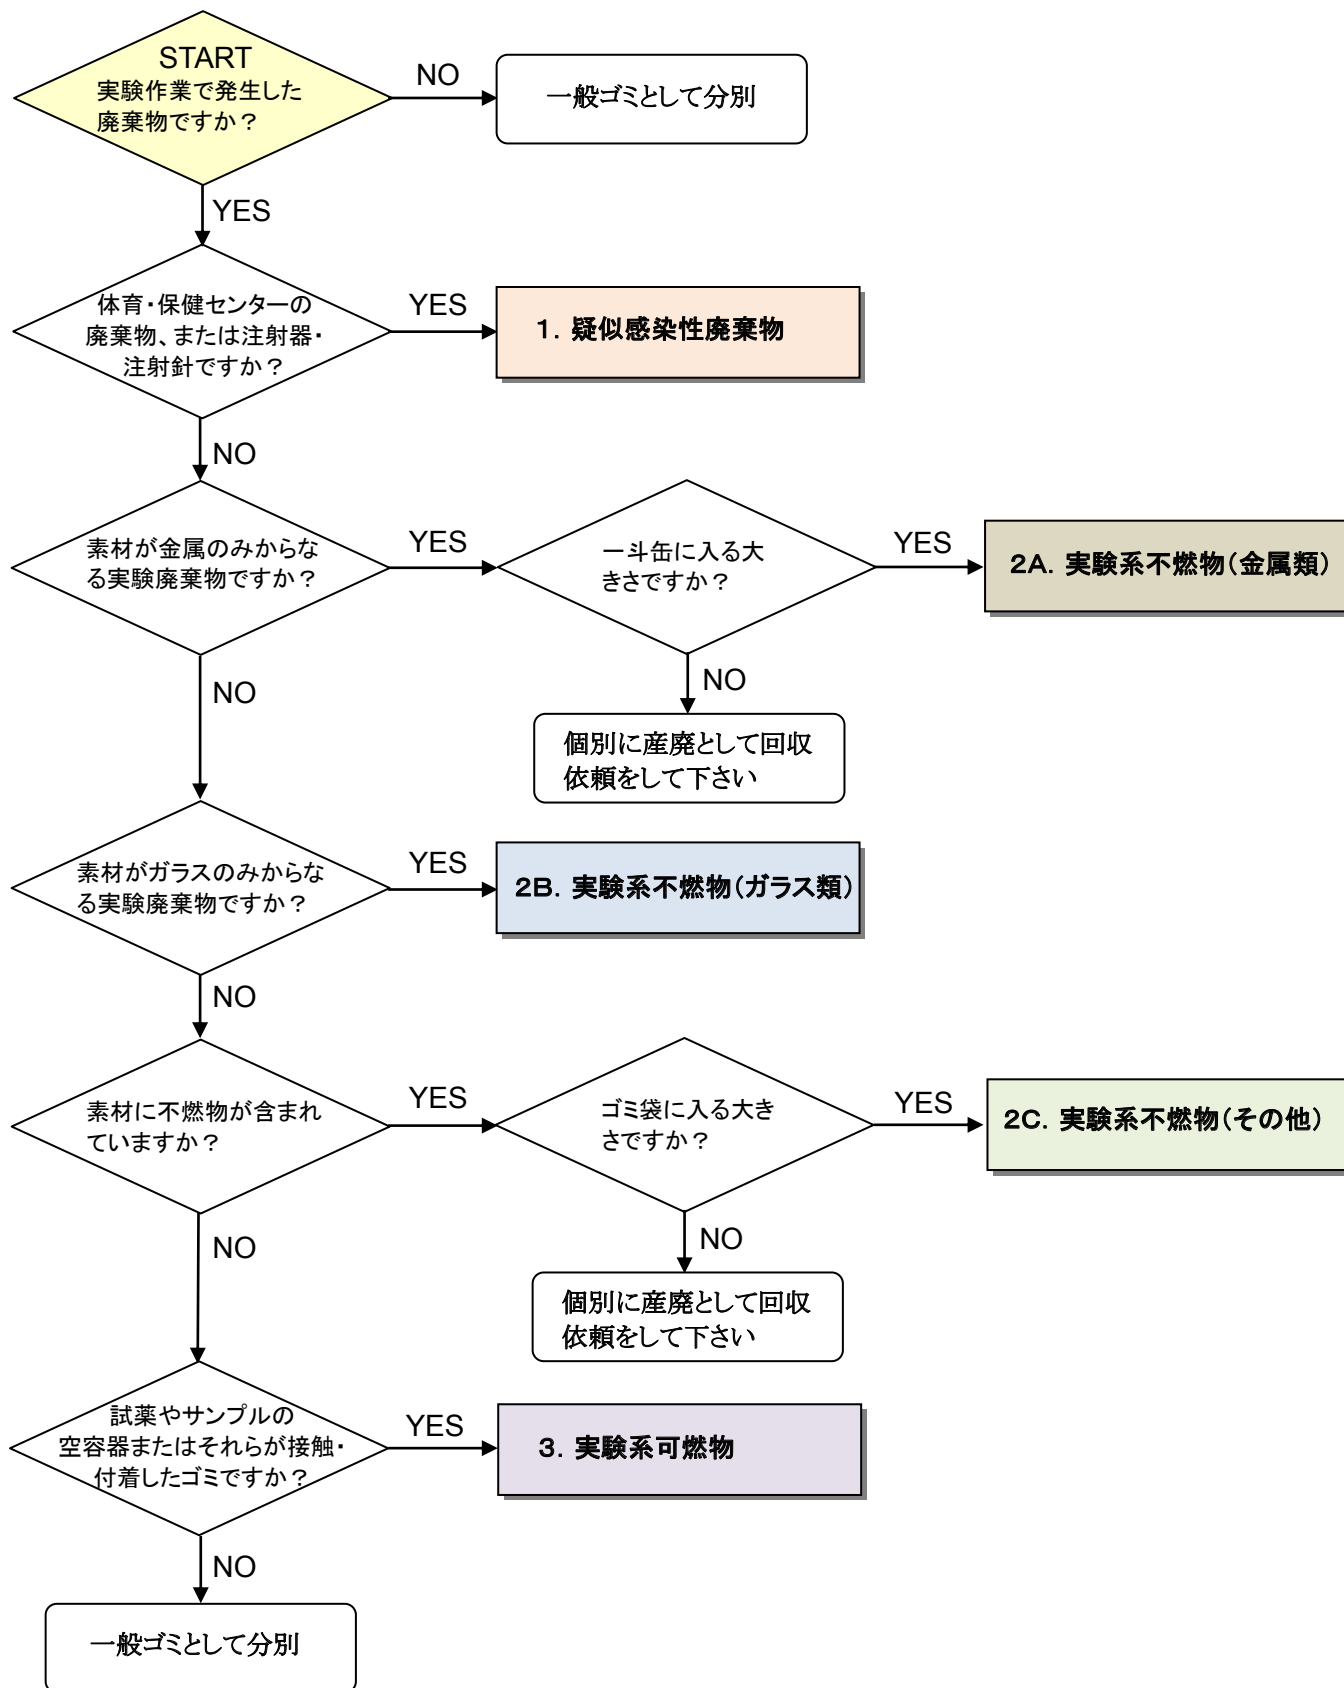 START
実験作業で発生した
廃棄物ですか？
NO
一般ゴミとして分別
YES
体育・保健センターの
廃棄物、または注射器・
注射針ですか？
YES
1．疑似感染性廃棄物
NO
素材が金属のみからな
る実験廃棄物ですか？
YES
一斗缶に入る大
きさですか？
YES
2A．実験系不燃物（金属類）
NO
NO
個別に産廃として回収
依頼をして下さい
素材がガラスのみからな
る実験廃棄物ですか？
YES
2B．実験系不燃物（ガラス類）
NO
素材に不燃物が含まれ
ていますか？
YES
ゴミ袋に入る大き
さですか？
YES
2C．実験系不燃物（その他）
NO
NO
個別に産廃として回収
依頼をして下さい
試薬やサンプルの
空容器またはそれらが接触・
付着したゴミですか？
YES
3．実験系可燃物
NO
一般ゴミとして分別